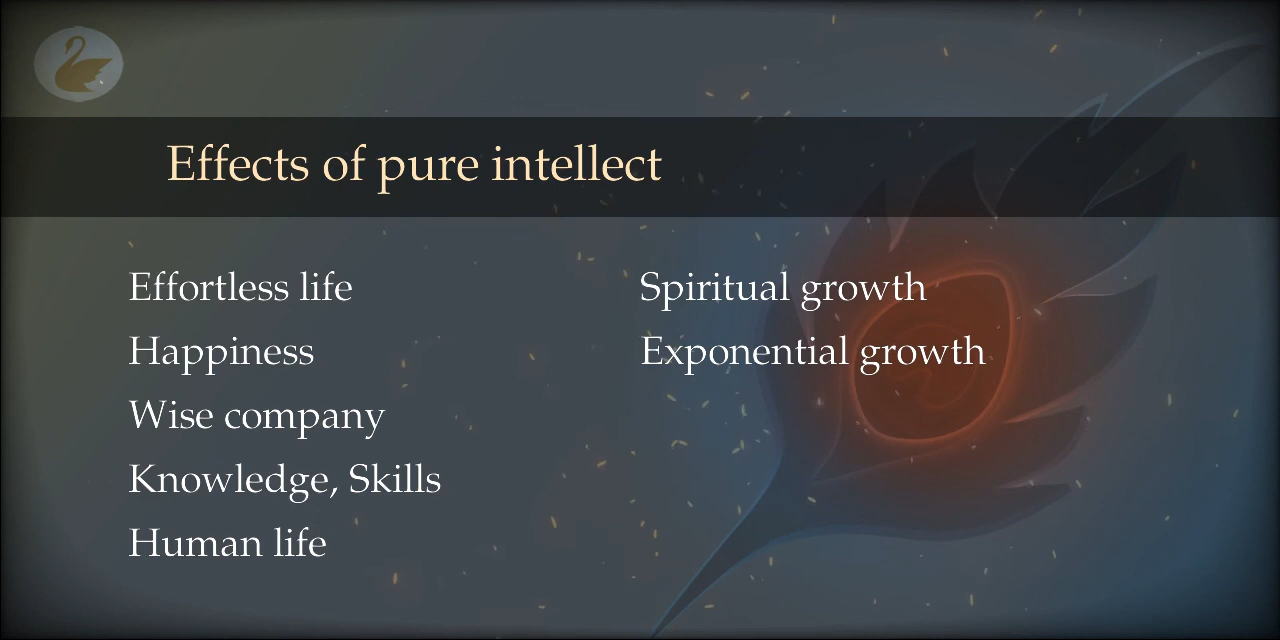 Effects of pure intellect
Effortless life
Happiness
Wise company
Knowledge, Skills
Human life
Spiritual growth
Exponential growth